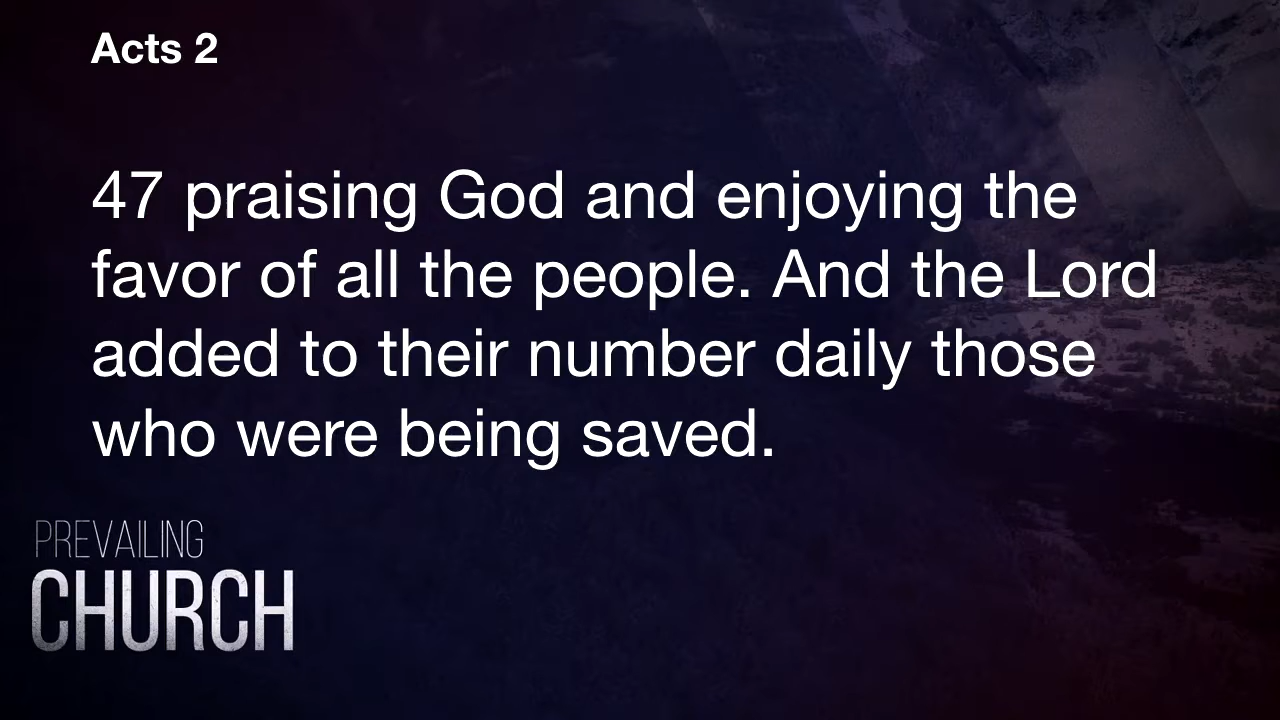 Acts 2
47 praising God and enjoying the
favor of all the people. And the Lord
added to their number daily those
who were being saved.
PREVAILING
CHURCH